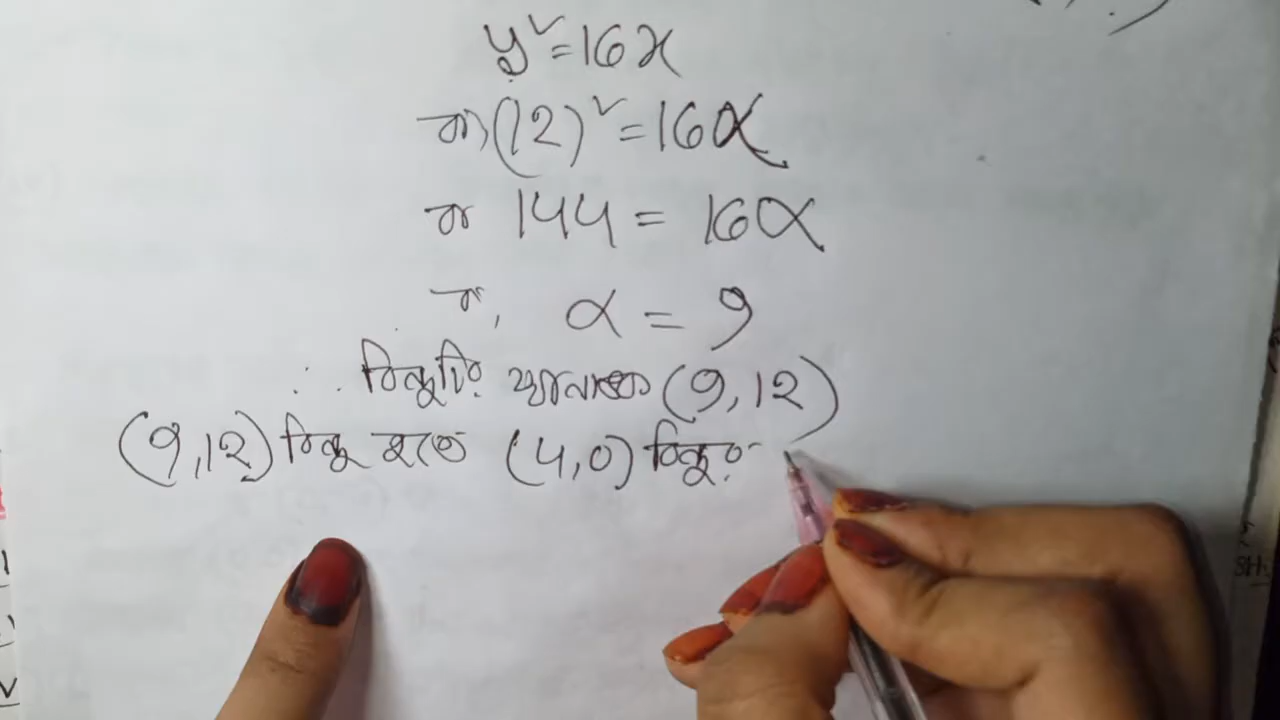 y² = 16x
বা, (12)² = 16α
বা 144 = 16α
বা, α = 9
∴ বিন্দুটির স্থানাঙ্ক (9, 12)
(9, 12) বিন্দু হতে (4, 0) বিন্দুর